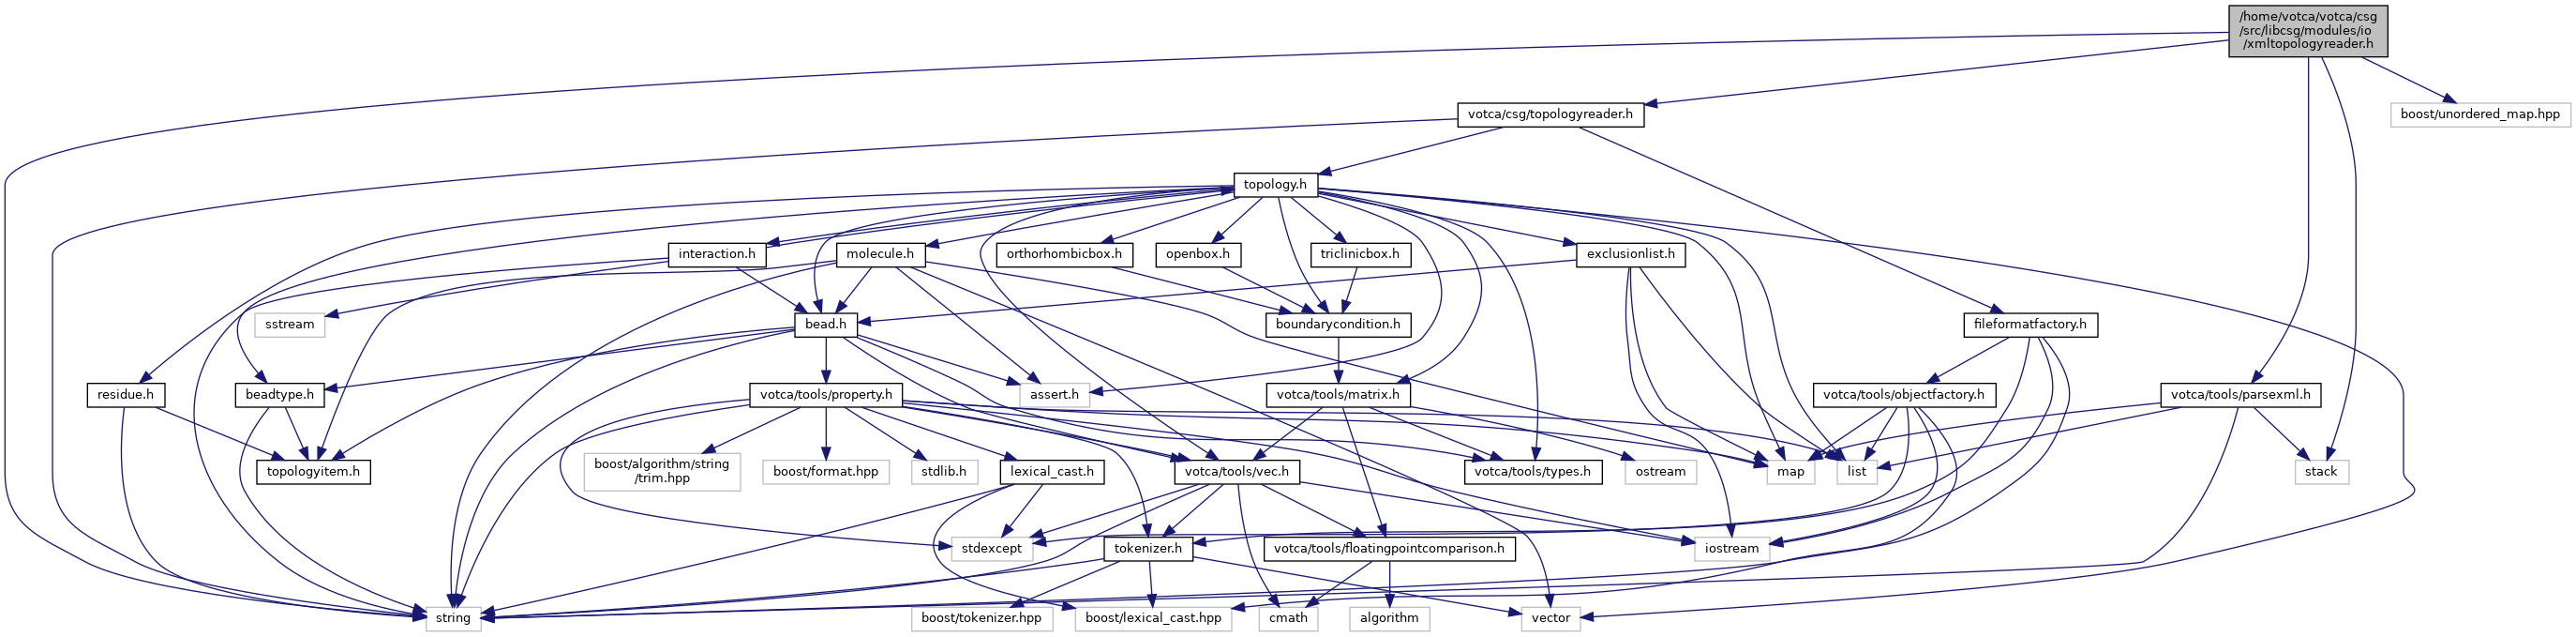 /home/votca/votca/csg
/src/libcsg/modules/io
/xmltopologyreader.h
votca/csg/topologyreader.h
boost/unordered_map.hpp
topology.h
interaction.h
molecule.h
orthorhombicbox.h
openbox.h
triclinicbox.h
exclusionlist.h
sstream
bead.h
boundarycondition.h
fileformatfactory.h
residue.h
beadtype.h
votca/tools/property.h
assert.h
votca/tools/matrix.h
votca/tools/objectfactory.h
votca/tools/parsexml.h
topologyitem.h
boost/algorithm/string
/trim.hpp
boost/format.hpp
stdlib.h
lexical_cast.h
votca/tools/vec.h
votca/tools/types.h
ostream
map
list
stack
stdexcept
tokenizer.h
votca/tools/floatingpointcomparison.h
iostream
string
boost/tokenizer.hpp
boost/lexical_cast.hpp
cmath
algorithm
vector